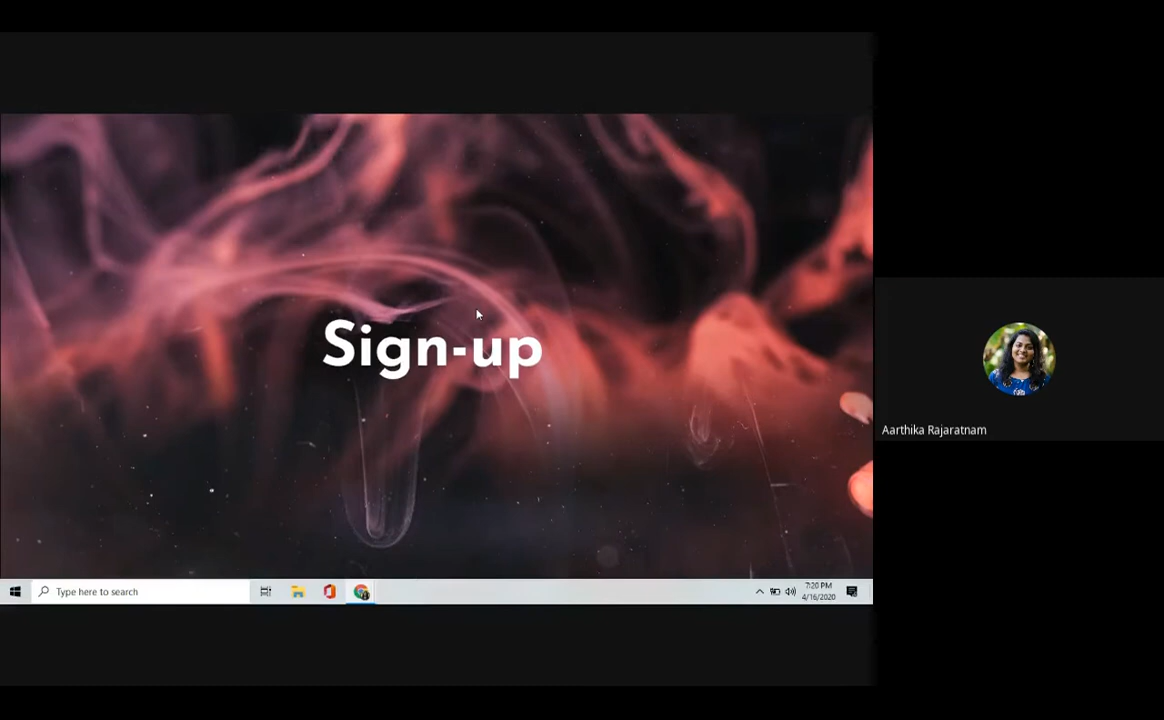 Sign-up
Aarthika Rajaratnam
Type here to search
7:20 PM
4/16/2020